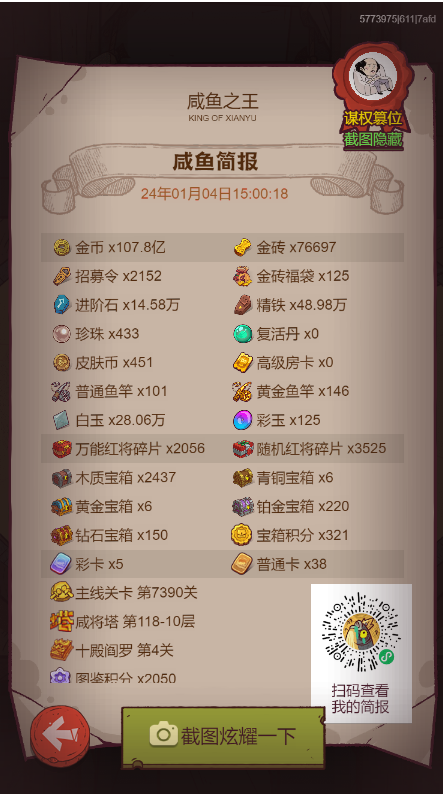 5773975|611|7afd
咸鱼之王
KING OF XIANYU
谋权篡位
截图隐藏
咸鱼简报
24年01月04日15:00:18
金币 x107.8亿 金砖 x76697
招募令 x2152 金砖福袋 x125
进阶石 x14.58万 精铁 x48.98万
珍珠 x433 复活丹 x0
皮肤币 x451 高级房卡 x0
普通鱼竿 x101 黄金鱼竿 x146
白玉 x28.06万 彩玉 x125
万能红将碎片 x2056 随机红将碎片 x3525
木质宝箱 x2437 青铜宝箱 x6
黄金宝箱 x6 铂金宝箱 x220
钻石宝箱 x150 宝箱积分 x321
彩卡 x5 普通卡 x38
主线关卡 第7390关
咸将塔 第118-10层
十殿阎罗 第4关
图鉴积分 x2050
扫码查看
我的简报
截图炫耀一下